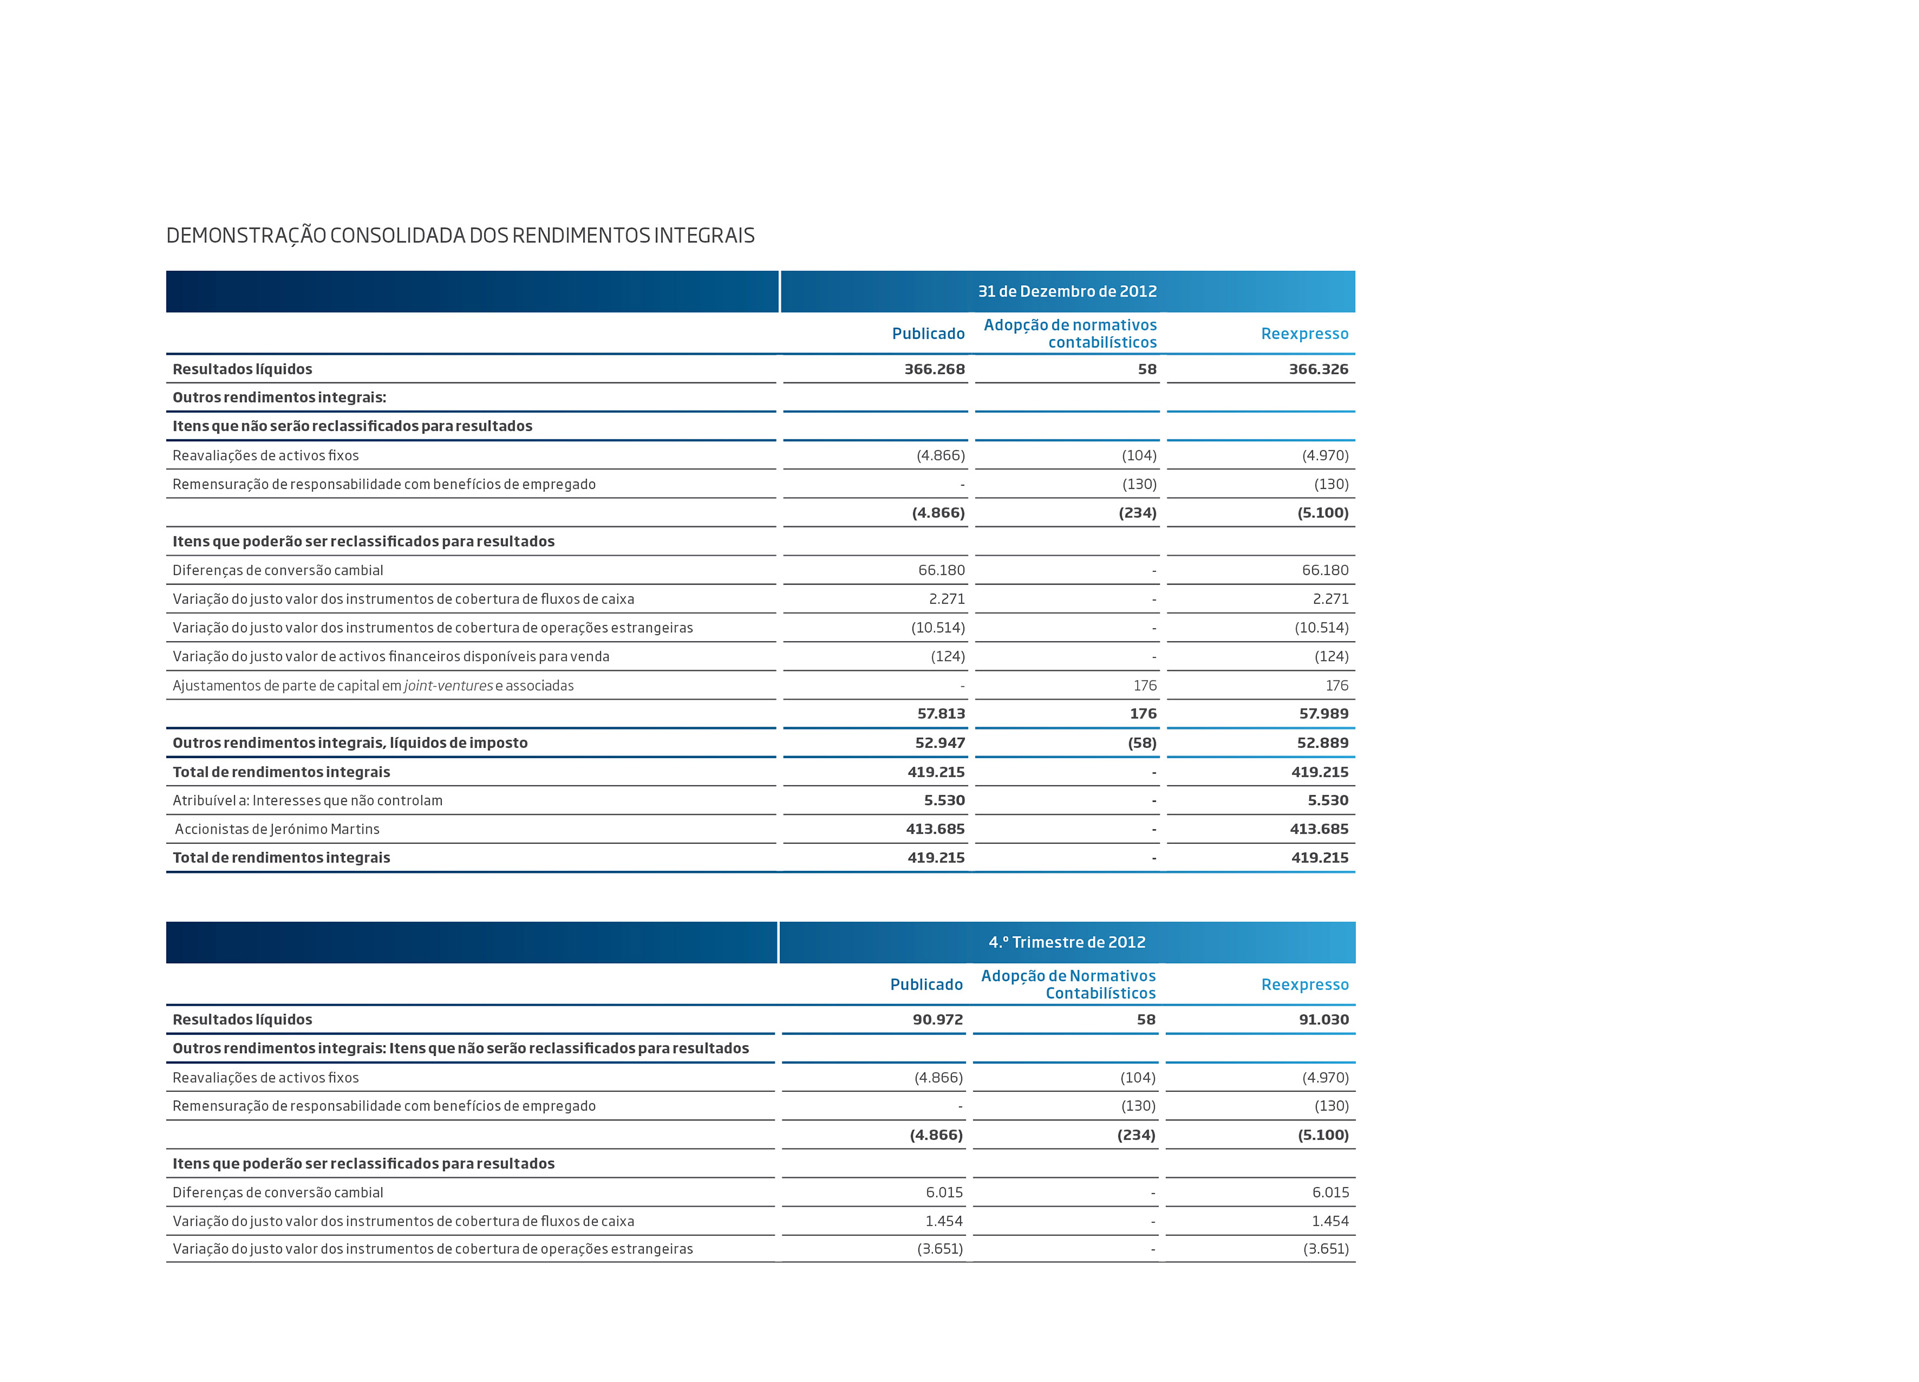 DEMONSTRAÇÃO CONSOLIDADA DOS RENDIMENTOS INTEGRAIS
31 de Dezembro de 2012
Publicado Adopção de normativos contabilísticos Reexpresso
Resultados líquidos 366.268 58 366.326
Outros rendimentos integrais:
Itens que não serão reclassificados para resultados
Reavaliações de activos fixos (4.866) (104) (4.970)
Remensuração de responsabilidade com benefícios de empregado - (130) (130)
(4.866) (234) (5.100)
Itens que poderão ser reclassificados para resultados
Diferenças de conversão cambial 66.180 - 66.180
Variação do justo valor dos instrumentos de cobertura de fluxos de caixa 2.271 - 2.271
Variação do justo valor dos instrumentos de cobertura de operações estrangeiras (10.514) - (10.514)
Variação do justo valor de activos financeiros disponíveis para venda (124) - (124)
Ajustamentos de parte de capital em joint-ventures e associadas - 176 176
57.813 176 57.989
Outros rendimentos integrais, líquidos de imposto 52.947 (58) 52.889
Total de rendimentos integrais 419.215 - 419.215
Atribuível a: Interesses que não controlam 5.530 - 5.530
Accionistas de Jerónimo Martins 413.685 - 413.685
Total de rendimentos integrais 419.215 - 419.215
4.º Trimestre de 2012
Publicado Adopção de Normativos Contabilísticos Reexpresso
Resultados líquidos 90.972 58 91.030
Outros rendimentos integrais: Itens que não serão reclassificados para resultados
Reavaliações de activos fixos (4.866) (104) (4.970)
Remensuração de responsabilidade com benefícios de empregado - (130) (130)
(4.866) (234) (5.100)
Itens que poderão ser reclassificados para resultados
Diferenças de conversão cambial 6.015 - 6.015
Variação do justo valor dos instrumentos de cobertura de fluxos de caixa 1.454 - 1.454
Variação do justo valor dos instrumentos de cobertura de operações estrangeiras (3.651) - (3.651)